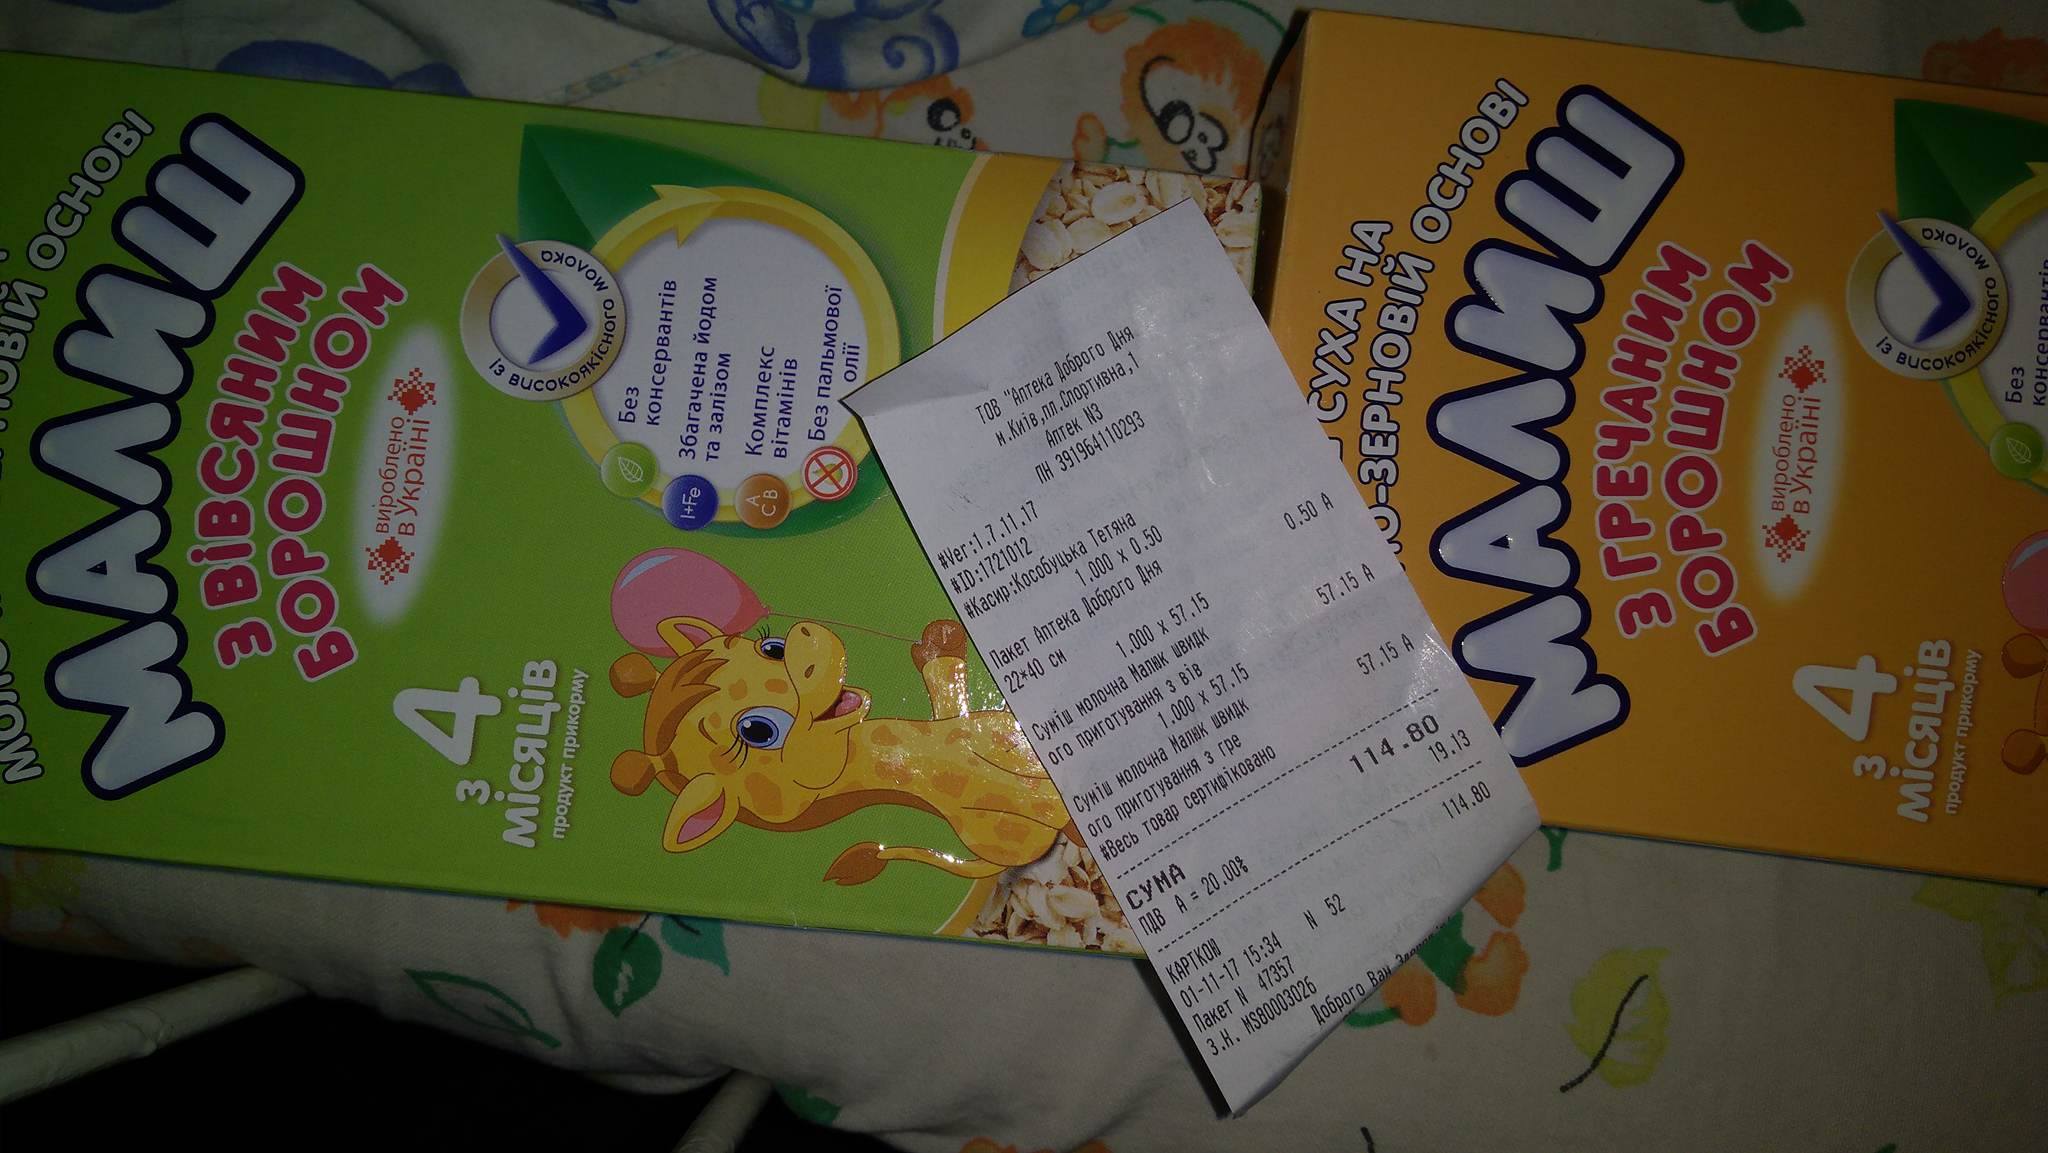 ОСНОВІ
МАЛИШ
З ВІВСЯНИМ
БОРОШНОМ
вироблено
в Україні
Із високоякісного
молока
Без
консервантів
Збагачена йодом
та залізом
Комплекс
вітамінів
Без пальмової
олії
I+Fe
A
C B
з 4
місяців
продукт прикорму
ТОВ "Аптека Доброго Дня
м.Київ,пл.Спортивна,1
Аптек N3
ПН 391964110293
#Ver:1.7.11.17
#ID:1721012
#Касир:Кособуцька Тетяна
1.000 x 0.50
Пакет Аптека Доброго Дня
22*40 см 0.50 А
1.000 x 57.15
Суміш молочна Малюк швидк
ого приготування з вів 57.15 А
1.000 x 57.15
Суміш молочна Малюк швидк
ого приготування з гре 57.15 А
#Весь товар сертифіковано
СУМА 114.80
ПДВ А = 20.00% 19.13
КАРТКОЮ 114.80
01-11-17 15:34 N 52
Пакет N 47357
З.Н. MS80003026
Доброго Вам
СУХА НА
О-ЗЕРНОВІЙ ОСНОВІ
МАЛИШ
З ГРЕЧАНИМ
БОРОШНОМ
вироблено
в Україні
Із високоякісного
молока
Без
з 4
місяців
продукт прикорму